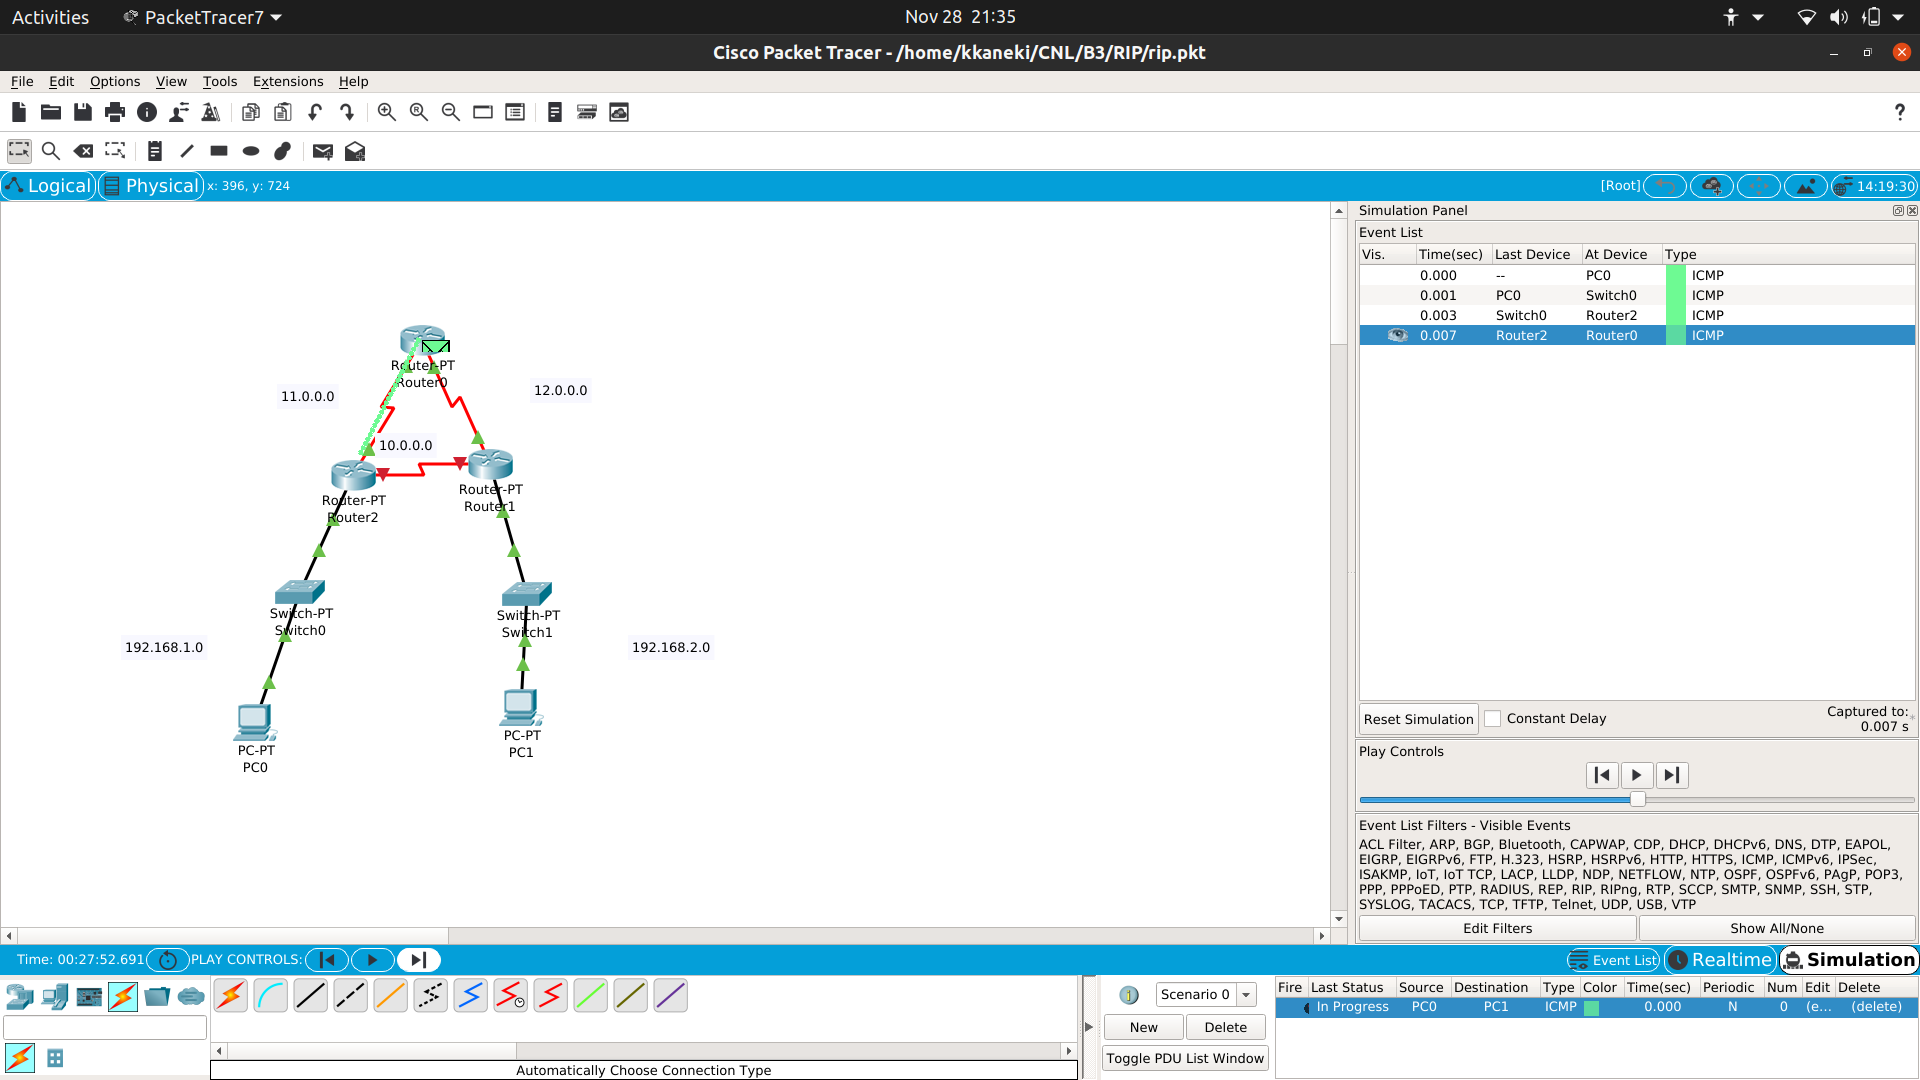 Activities PacketTracer7 Nov 28 21:35
Cisco Packet Tracer - /home/kkaneki/CNL/B3/RIP/rip.pkt
File Edit Options View Tools Extensions Help
?
Logical Physical x: 396, y: 724 [Root] 14:19:30
Simulation Panel
Event List
Vis. Time(sec) Last Device At Device Type
0.000 -- PC0 ICMP
0.001 PC0 Switch0 ICMP
0.003 Switch0 Router2 ICMP
0.007 Router2 Router0 ICMP
Router-PT
Router0
11.0.0.0
12.0.0.0
10.0.0.0
Router-PT
Router2
Router-PT
Router1
Switch-PT
Switch0
Switch-PT
Switch1
192.168.1.0
192.168.2.0
PC-PT
PC0
PC-PT
PC1
Reset Simulation Constant Delay Captured to:
0.007 s
Play Controls
Event List Filters - Visible Events
ACL Filter, ARP, BGP, Bluetooth, CAPWAP, CDP, DHCP, DHCPv6, DNS, DTP, EAPOL,
EIGRP, EIGRPv6, FTP, H.323, HSRP, HSRPv6, HTTP, HTTPS, ICMP, ICMPv6, IPSec,
ISAKMP, IoT, IoT TCP, LACP, LLDP, NDP, NETFLOW, NTP, OSPF, OSPFv6, PAgP, POP3,
PPP, PPPoED, PTP, RADIUS, REP, RIP, RIPng, RTP, SCCP, SMTP, SNMP, SSH, STP,
SYSLOG, TACACS, TCP, TFTP, Telnet, UDP, USB, VTP
Edit Filters Show All/None
Time: 00:27:52.691 PLAY CONTROLS: Event List Realtime Simulation
Scenario 0
New Delete
Toggle PDU List Window
Fire Last Status Source Destination Type Color Time(sec) Periodic Num Edit Delete
In Progress PC0 PC1 ICMP 0.000 N 0 (e... (delete)
Automatically Choose Connection Type